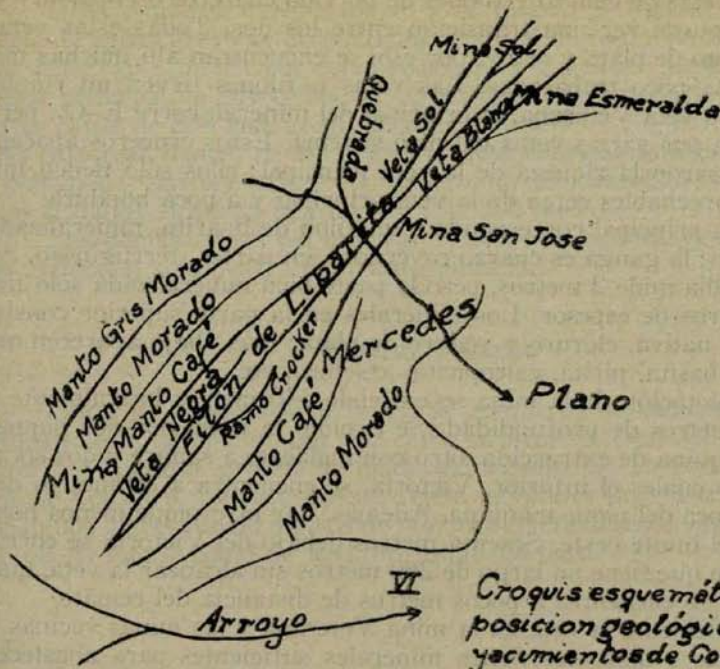 Mina Sol
Quebrada
Veta Sol
Veta Blanca
Mina Esmeralda
Mina San Jose
Manto Gris Morado
Manto Morado
Mina Manto Café
Veta Negra
Filon de Liparita
Ramo Crocker
Mercedes
Manto Café
Manto Morado
Plano
VI
Arroyo
Croquis esquemát
posicion geológic
yacimientos de Co